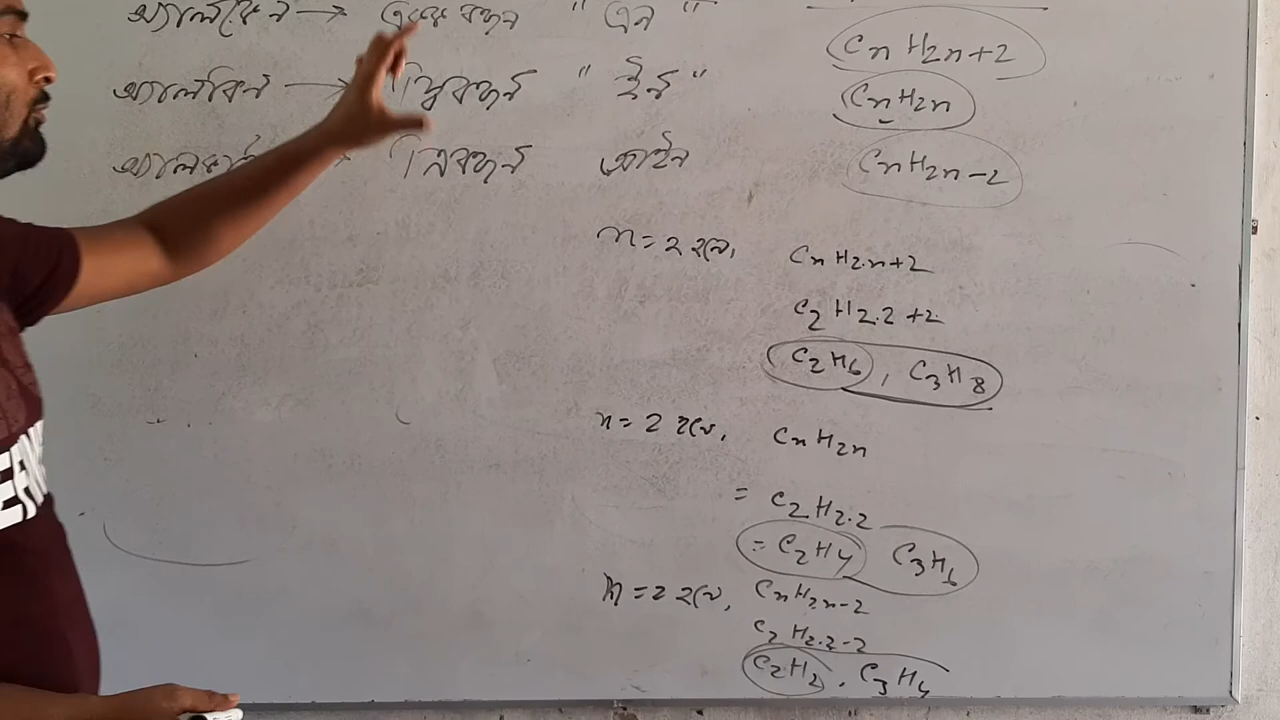 অ্যালকেন → একক বন্ধন " এন " CnH2n+2
অ্যালকিন → দ্বিবন্ধন " ইন " CnH2n
ত্রিবন্ধন আইন CnH2n-2
n = 2 হলে, CnH2.n+2
C2H2.2+2
C2H6, C3H8
n = 2 হলে, CnH2n
= C2H2.2
= C2H4 C3H6
n = 2 হলে, CnH2n-2
C2H2.2-2
C2H2, C3H4